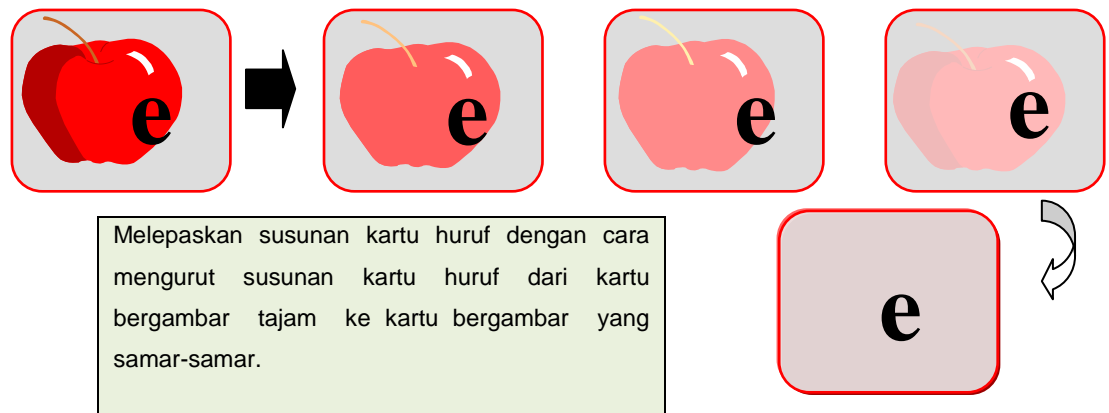 e e e e
Melepaskan susunan kartu huruf dengan cara
mengurut susunan kartu huruf dari kartu
bergambar tajam ke kartu bergambar yang
samar-samar.
e